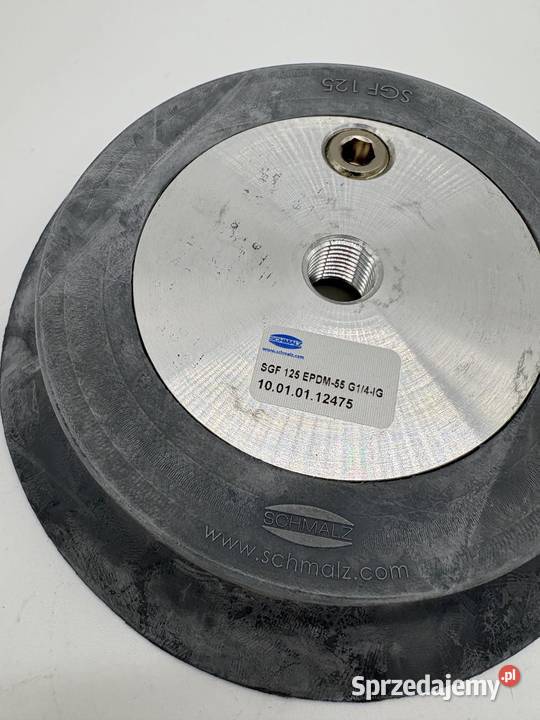 SGF 125
SCHMALZ
www.schmalz.com
SGF 125 EPDM-55 G1/4-IG
10.01.01.12475
SCHMALZ
www.schmalz.com
Sprzedajemy.pl